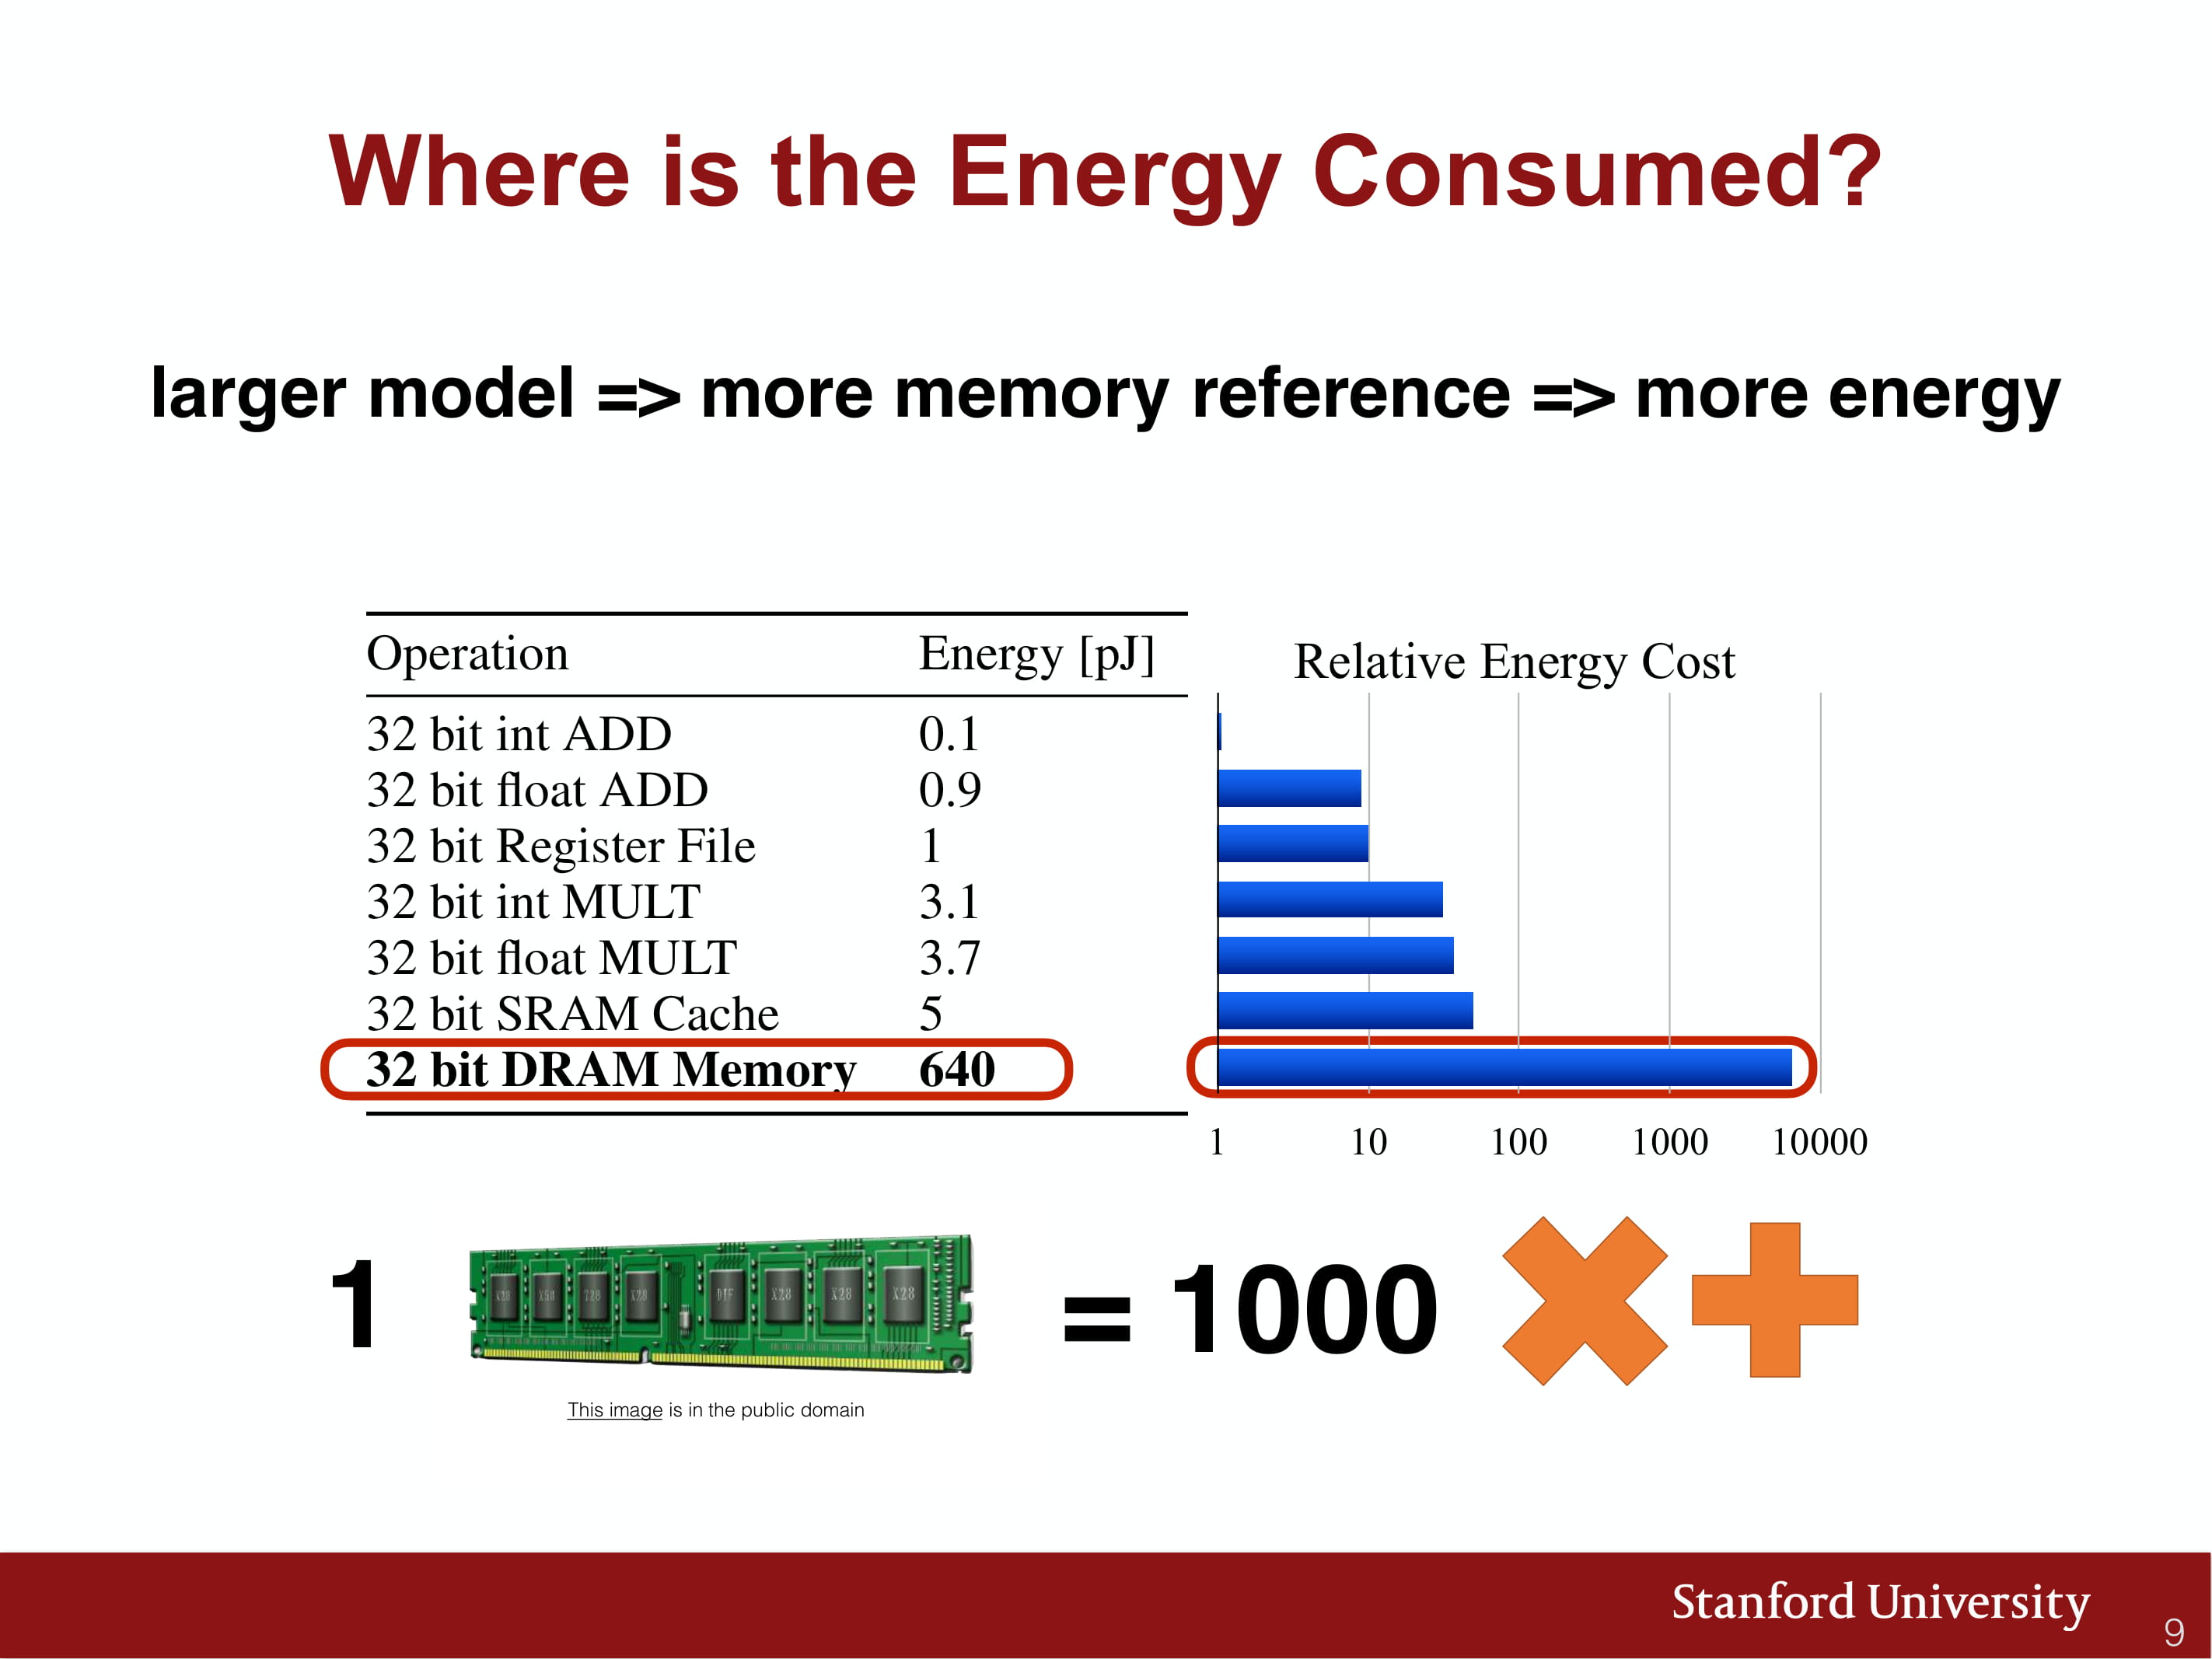 Where is the Energy Consumed?
larger model => more memory reference => more energy
Operation Energy [pJ]
32 bit int ADD 0.1
32 bit float ADD 0.9
32 bit Register File 1
32 bit int MULT 3.1
32 bit float MULT 3.7
32 bit SRAM Cache 5
32 bit DRAM Memory 640
Relative Energy Cost
1 10 100 1000 10000
1 = 1000
X28 X28 X28
This image is in the public domain
Stanford University
9